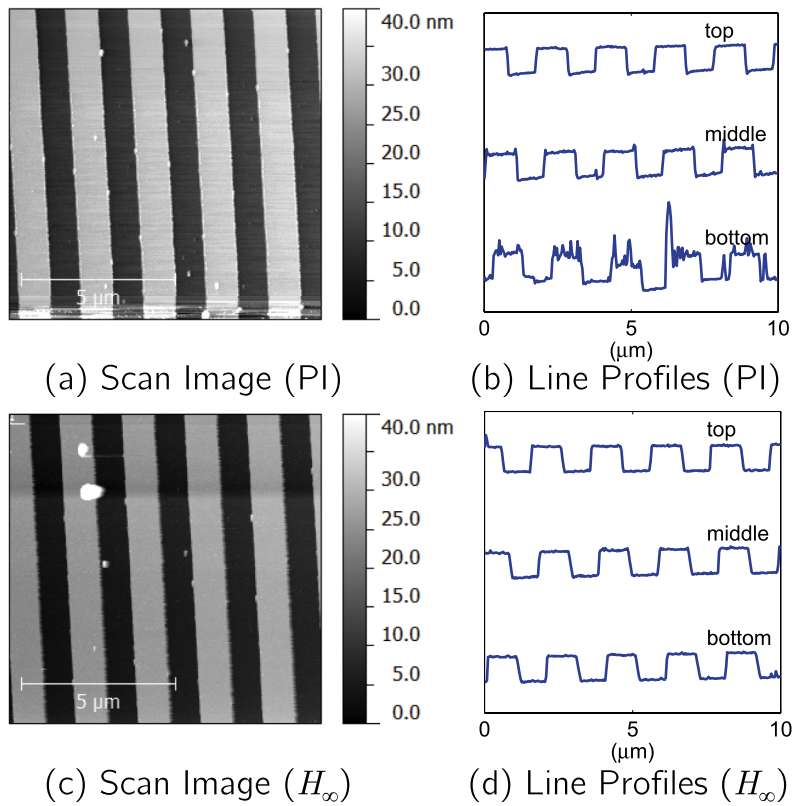 40.0 nm
30.0
25.0
20.0
15.0
10.0
5.0
0.0
5 µm
(a) Scan Image (PI)
top
middle
bottom
0 5 10
(µm)
(b) Line Profiles (PI)
40.0 nm
30.0
25.0
20.0
15.0
10.0
5.0
0.0
5 µm
(c) Scan Image (H∞)
top
middle
bottom
0 5 10
(µm)
(d) Line Profiles (H∞)